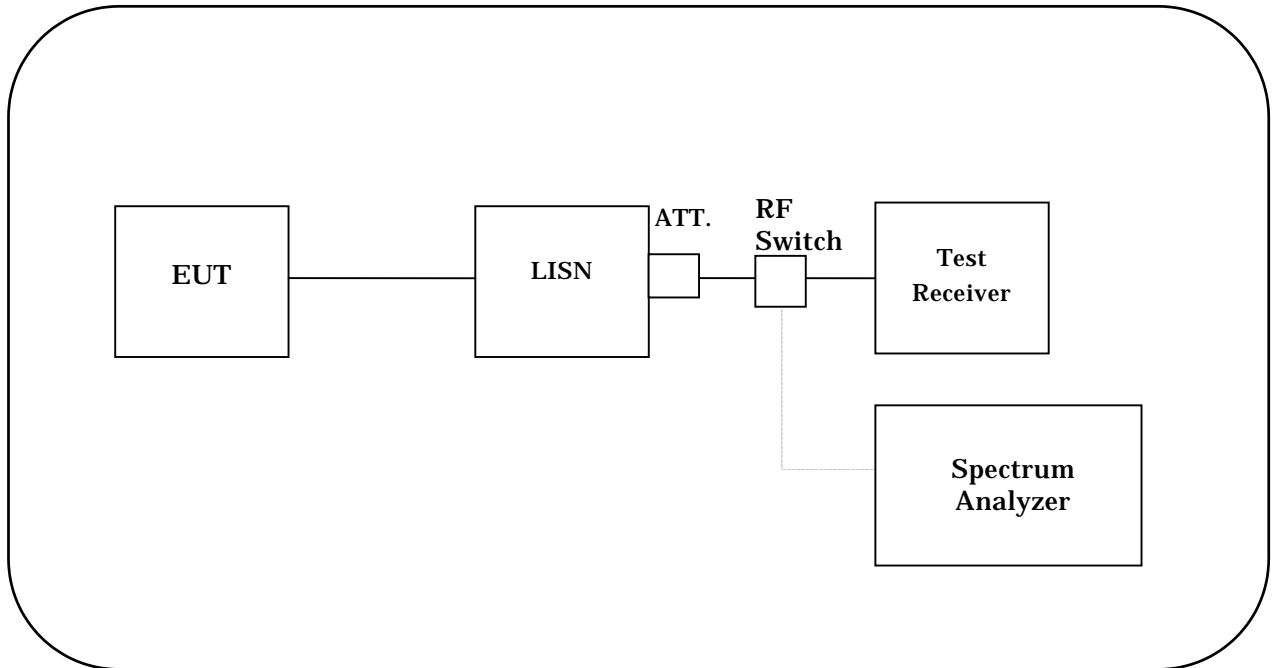 EUT
LISN
ATT.
RF
Switch
Test
Receiver
Spectrum
Analyzer